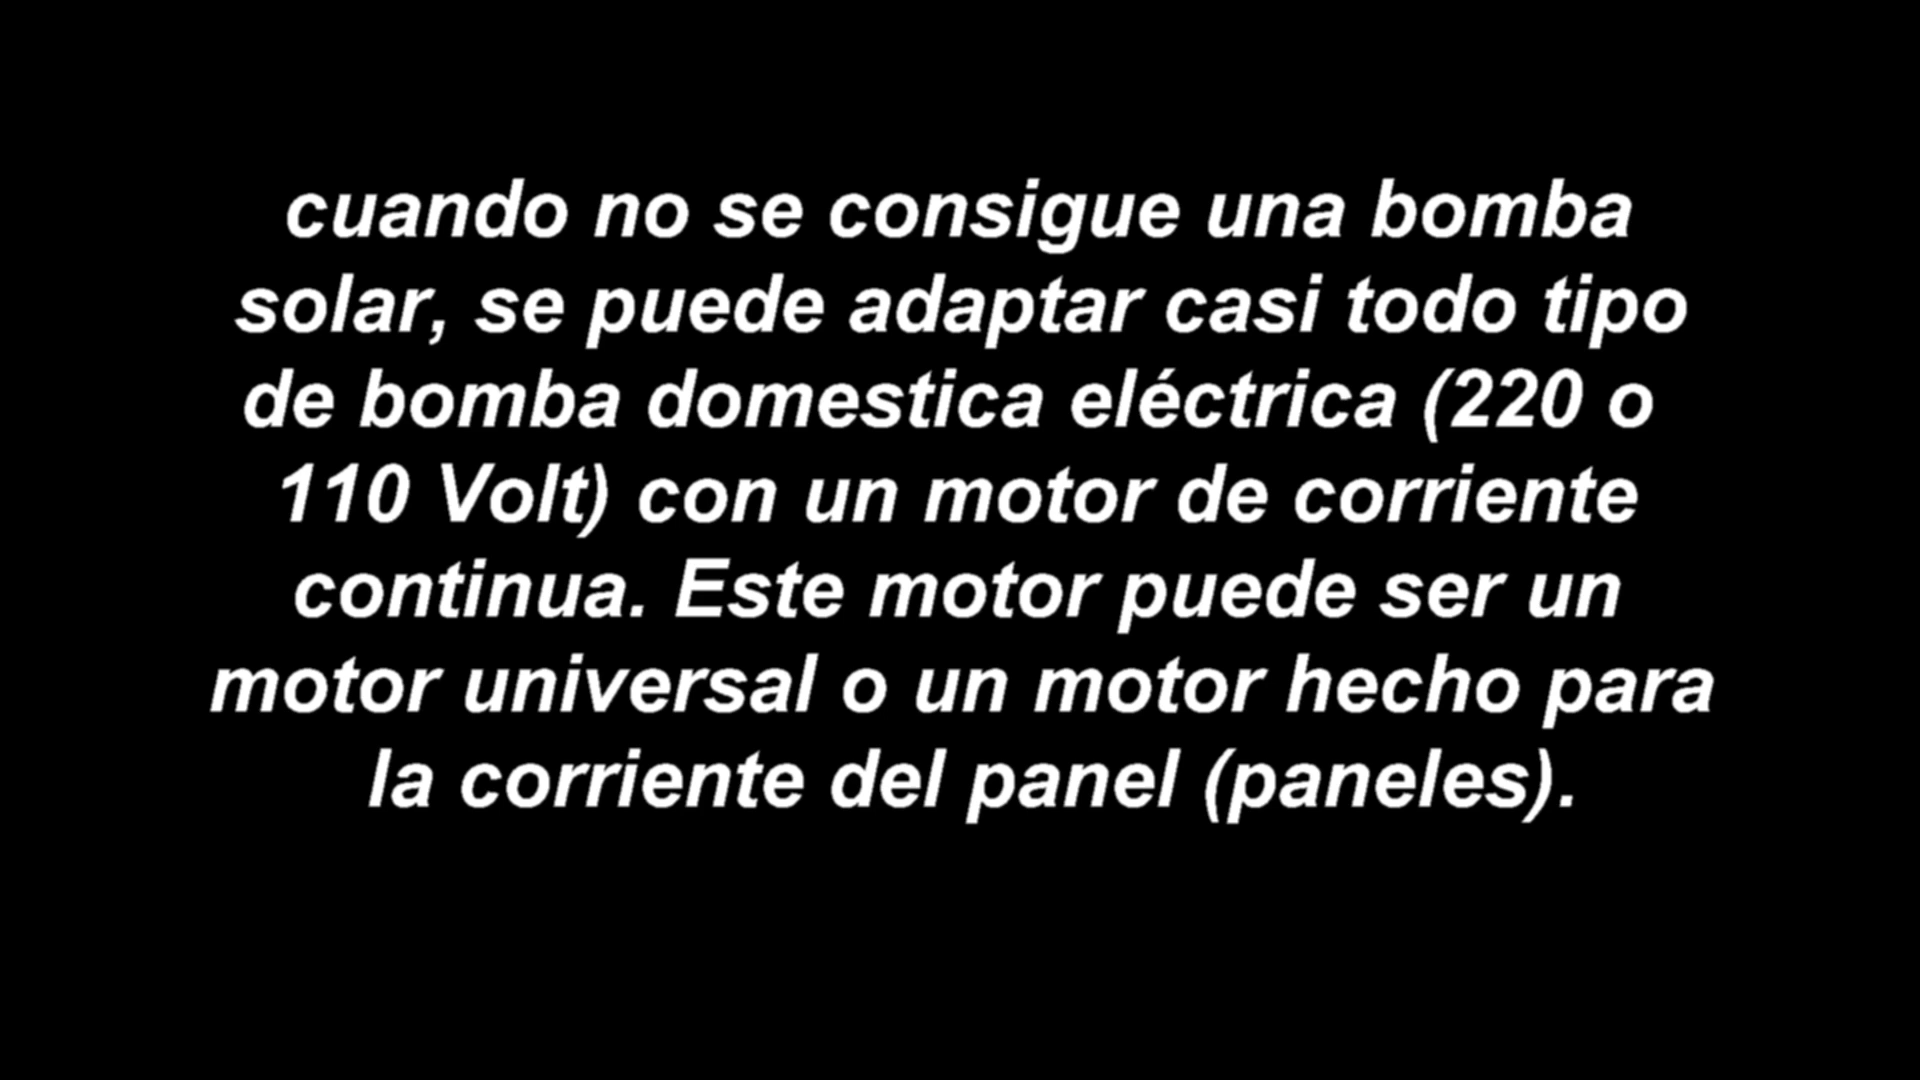 cuando no se consigue una bomba
solar, se puede adaptar casi todo tipo
de bomba domestica eléctrica (220 o
110 Volt) con un motor de corriente
continua. Este motor puede ser un
motor universal o un motor hecho para
la corriente del panel (paneles).